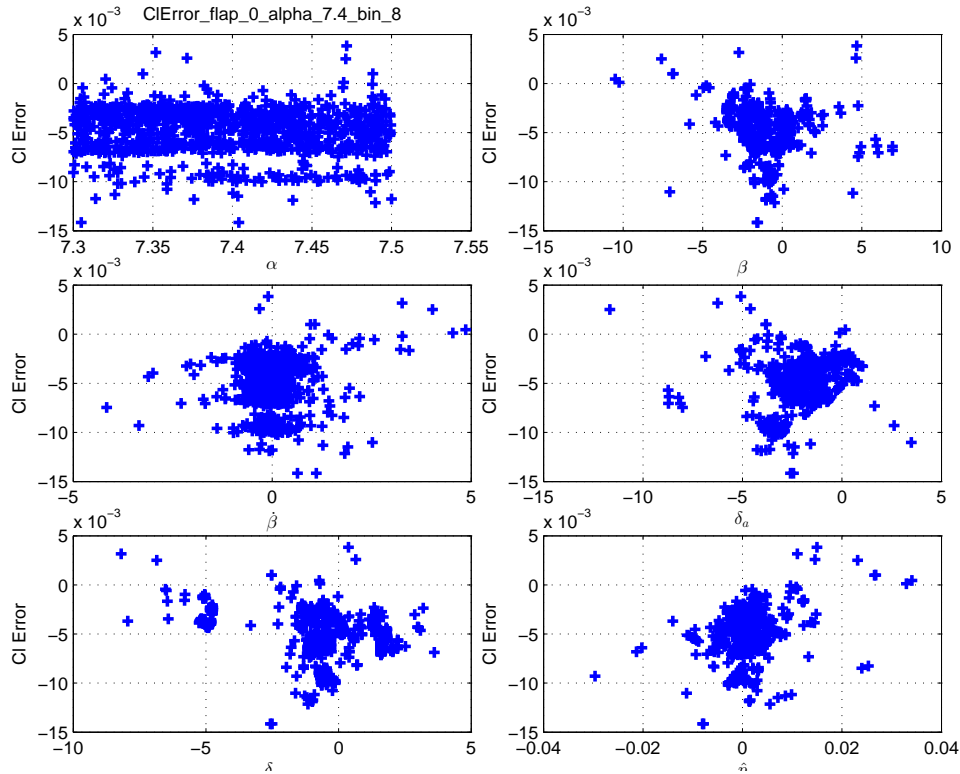 ClError_flap_0_alpha_7.4_bin_8
x 10⁻³
5
0
−5
−10
−15
Cl Error
7.3 7.35 7.4 7.45 7.5 7.55
α
x 10⁻³
5
0
−5
−10
−15
Cl Error
−15 −10 −5 0 5 10
β
x 10⁻³
5
0
−5
−10
−15
Cl Error
−5 0 5
β̇
x 10⁻³
5
0
−5
−10
−15
Cl Error
−15 −10 −5 0 5
δₐ
x 10⁻³
5
0
−5
−10
−15
Cl Error
−10 −5 0 5
x 10⁻³
5
0
−5
−10
−15
Cl Error
−0.04 −0.02 0 0.02 0.04